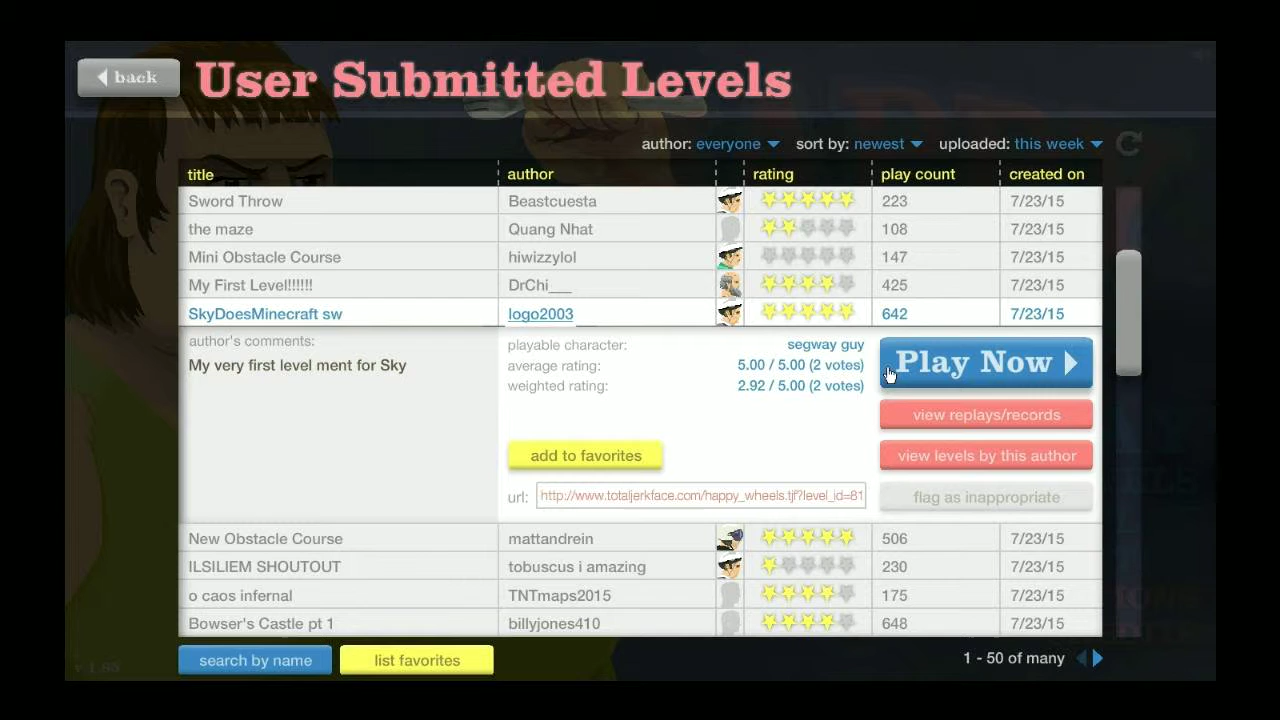 back
User Submitted Levels
author: everyone sort by: newest uploaded: this week
title author rating play count created on
Sword Throw Beastcuesta 223 7/23/15
the maze Quang Nhat 108 7/23/15
Mini Obstacle Course hiwizzylol 147 7/23/15
My First Level!!!!!! DrChi___ 425 7/23/15
SkyDoesMinecraft sw logo2003 642 7/23/15
author's comments:
My very first level ment for Sky
playable character: segway guy
average rating: 5.00 / 5.00 (2 votes)
weighted rating: 2.92 / 5.00 (2 votes)
add to favorites
url: http://www.totaljerkface.com/happy_wheels.tjf?level_id=81
Play Now
view replays/records
view levels by this author
flag as inappropriate
New Obstacle Course mattandrein 506 7/23/15
ILSILIEM SHOUTOUT tobuscus i amazing 230 7/23/15
o caos infernal TNTmaps2015 175 7/23/15
Bowser's Castle pt 1 billyjones410 648 7/23/15
search by name list favorites 1 - 50 of many